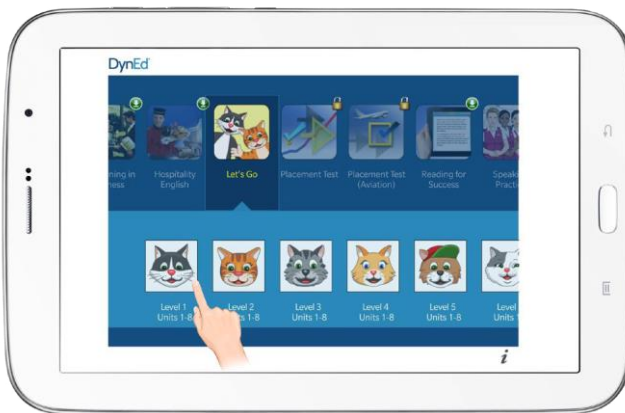 DynEd
ning in
ness
Hospitality
English
Let's Go
Placement Test
Placement Test
(Aviation)
Reading for
Success
Speaki
Practi
Level 1
Units 1-8
Level 2
Units 1-8
Level 3
Units 1-8
Level 4
Units 1-8
Level 5
Units 1-8
Level
Units 1
i